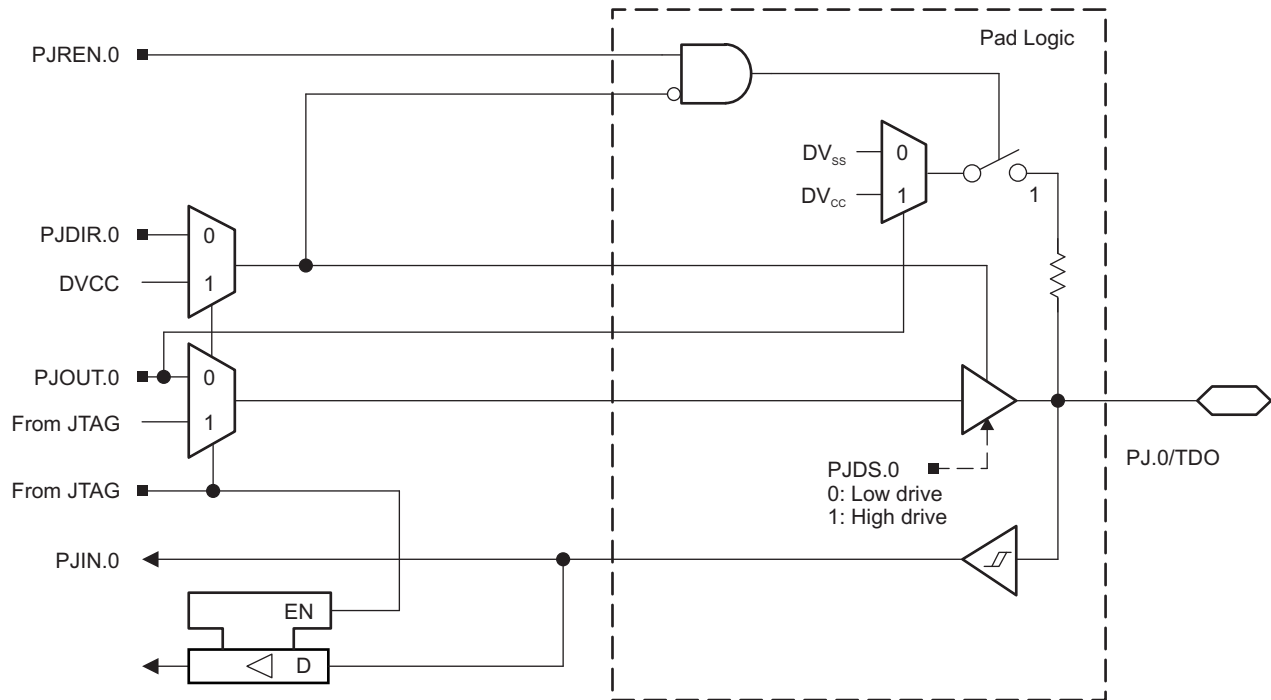 Pad Logic
PJREN.0
DVSS
0
DVCC
1
1
PJDIR.0
0
DVCC
1
PJOUT.0
0
From JTAG
1
From JTAG
PJDS.0
0: Low drive
1: High drive
PJ.0/TDO
PJIN.0
EN
D